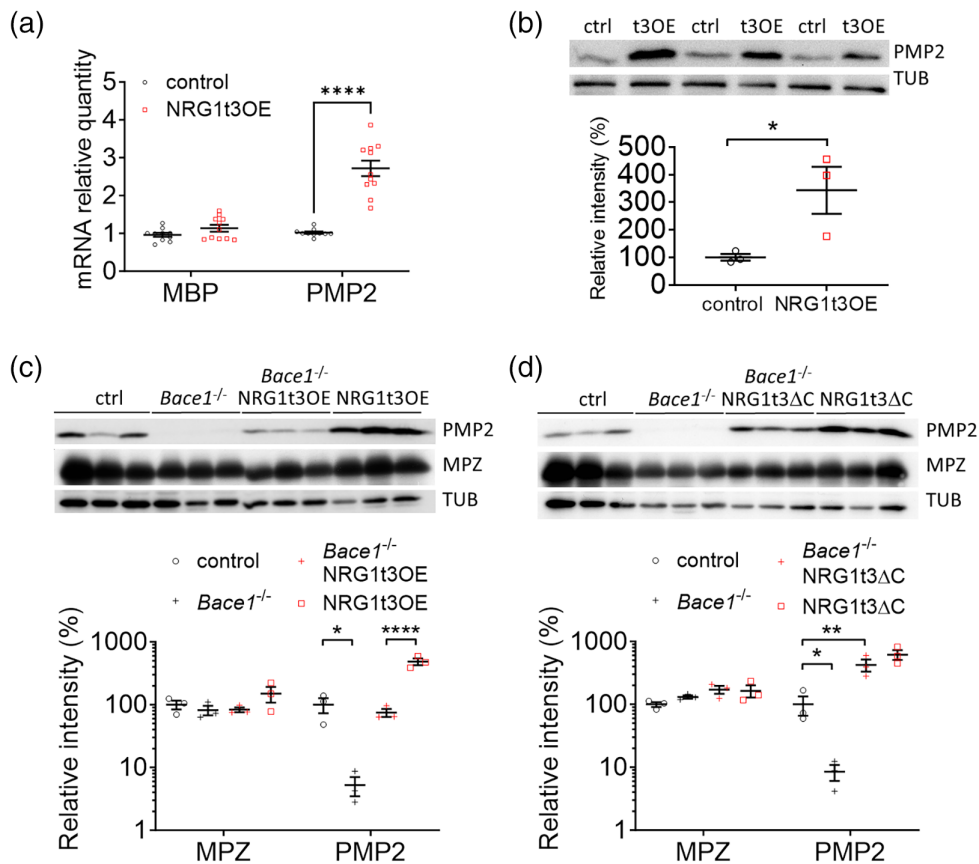 (a)
control
NRG1t3OE
****
mRNA relative quantity
5
4
3
2
1
0
MBP PMP2
(b)
ctrl t3OE ctrl t3OE ctrl t3OE
PMP2
TUB
*
Relative intensity (%)
500
400
300
200
100
0
control NRG1t3OE
(c)
ctrl Bace1-/- Bace1-/- NRG1t3OE NRG1t3OE
PMP2
MPZ
TUB
control
Bace1-/-
Bace1-/-
NRG1t3OE
NRG1t3OE
* ****
Relative intensity (%)
1000
100
10
1
MPZ PMP2
(d)
ctrl Bace1-/- Bace1-/- NRG1t3ΔC NRG1t3ΔC
PMP2
MPZ
TUB
control
Bace1-/-
Bace1-/-
NRG1t3ΔC
NRG1t3ΔC
**
*
Relative intensity (%)
1000
100
10
1
MPZ PMP2